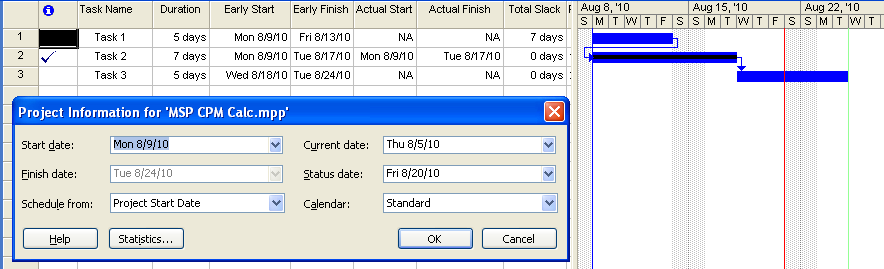 Task Name Duration Early Start Early Finish Actual Start Actual Finish Total Slack Aug 8, '10 Aug 15, '10 Aug 22, '10
S M T W T F S S M T W T F S S M T W
1 Task 1 5 days Mon 8/9/10 Fri 8/13/10 NA NA 7 days
2 Task 2 7 days Mon 8/9/10 Tue 8/17/10 Mon 8/9/10 Tue 8/17/10 0 days
3 Task 3 5 days Wed 8/18/10 Tue 8/24/10 NA NA 0 days
Project Information for 'MSP CPM Calc.mpp'
Start date: Mon 8/9/10 Current date: Thu 8/5/10
Finish date: Tue 8/24/10 Status date: Fri 8/20/10
Schedule from: Project Start Date Calendar: Standard
Help Statistics... OK Cancel